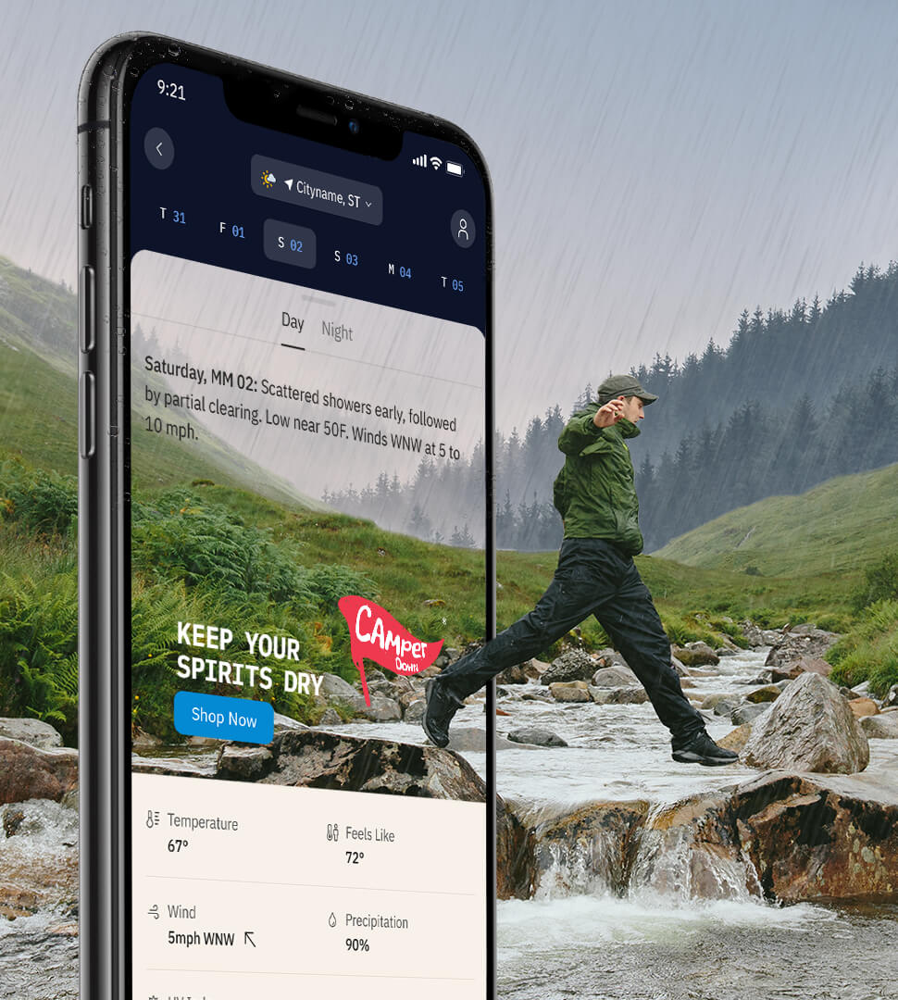 9:21
Cityname, ST
T 31 F 01 S 02 S 03 M 04 T 05
Day Night
Saturday, MM 02: Scattered showers early, followed
by partial clearing. Low near 50F. Winds WNW at 5 to
10 mph.
KEEP YOUR
SPIRITS DRY
CAMPer
DOWN
Shop Now
Temperature
67°
Feels Like
72°
Wind
5mph WNW
Precipitation
90%